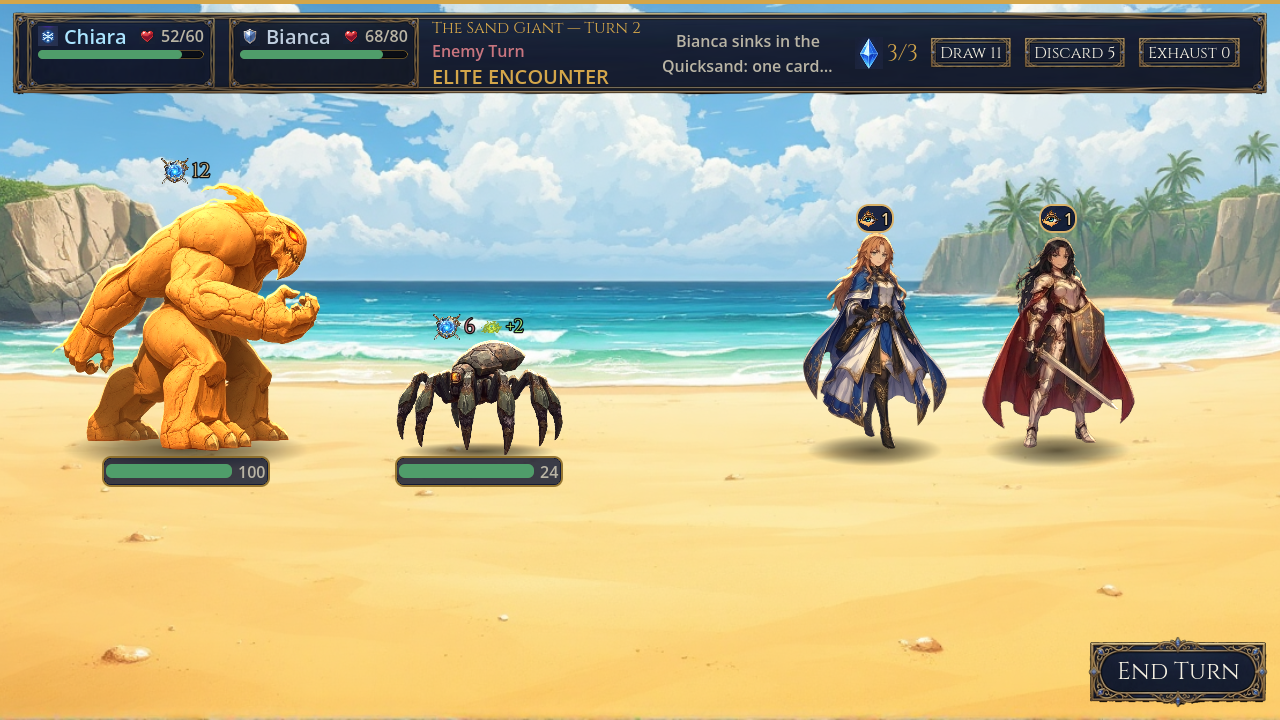 Chiara 52/60
Bianca 68/80
The Sand Giant — Turn 2
Enemy Turn
ELITE ENCOUNTER
Bianca sinks in the
Quicksand: one card...
3/3
Draw 11
Discard 5
Exhaust 0
12
6 +2
1
1
100
24
End Turn